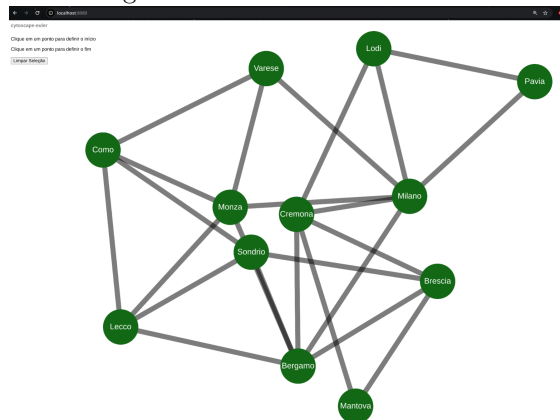 localhost:8080
cytoscape-euler
Clique em um ponto para definir o início
Clique em um ponto para definir o fim
Limpar Seleção
Lodi
Varese
Pavia
Como
Milano
Monza
Cremona
Sondrio
Brescia
Lecco
Bergamo
Mantova